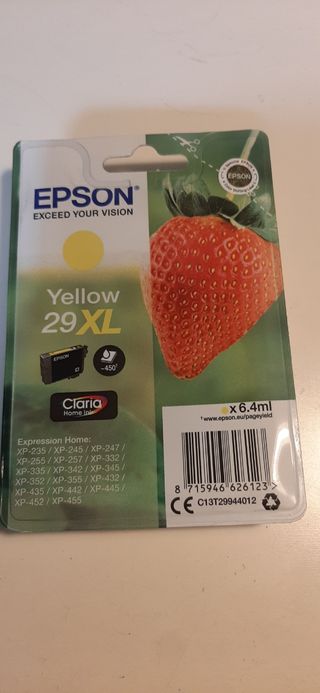 EPSON
EXCEED YOUR VISION
EPSON
Yellow
29XL
EPSON
~450
Claria
Home Ink
x 6.4ml
www.epson.eu/pageyield
Expression Home:
XP-235 / XP-245 / XP-247 /
XP-255 / XP-257 / XP-332 /
XP-335 / XP-342 / XP-345 /
XP-352 / XP-355 / XP-432 /
XP-435 / XP-442 / XP-445 /
XP-452 / XP-455
8 715946 626123 >
CE C13T29944012